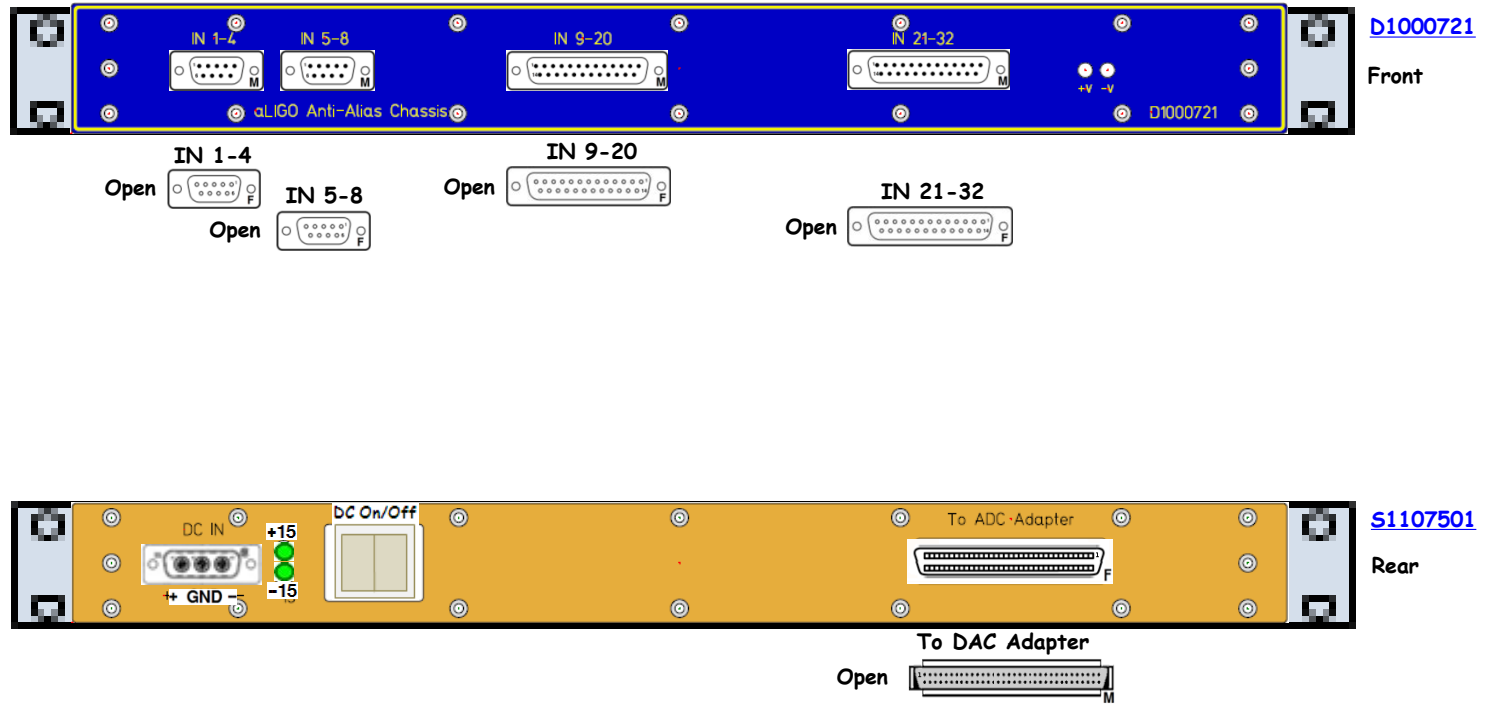 IN 1-4
IN 5-8
IN 9-20
IN 21-32
D1000721
M
M
M
M
Front
+V -V
aLIGO Anti-Alias Chassis
D1000721
IN 1-4
IN 9-20
Open
F
IN 5-8
Open
F
IN 21-32
Open
F
Open
F
DC IN
+15
DC On/Off
To ADC Adapter
S1107501
1
F
Rear
+ GND -
-15
To DAC Adapter
Open
1
M